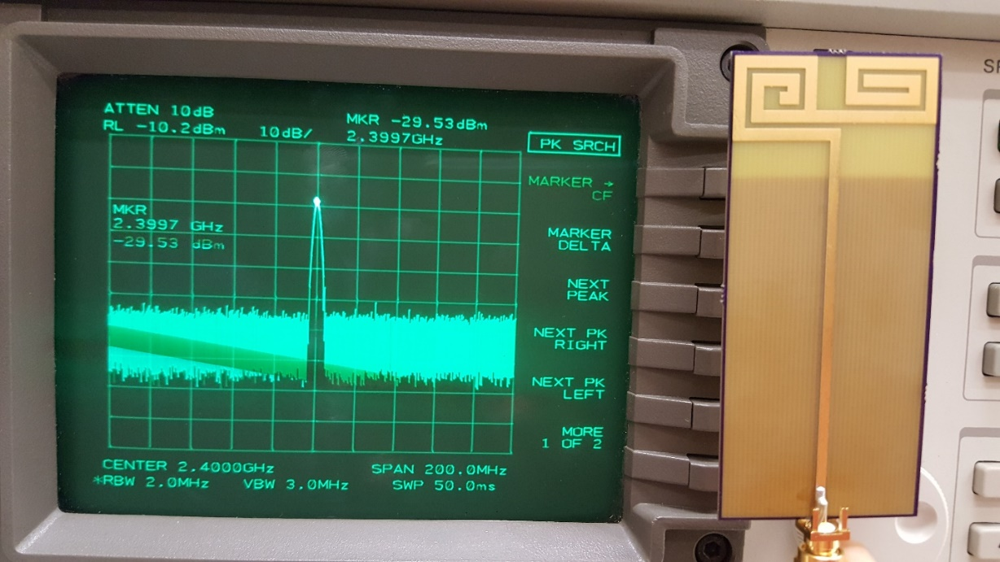 ATTEN 10dB
RL -10.2dBm 10dB/
MKR -29.53dBm
2.3997GHz
PK SRCH
MARKER →
CF
MKR
2.3997 GHz
-29.53 dBm
MARKER
DELTA
NEXT
PEAK
NEXT PK
RIGHT
NEXT PK
LEFT
MORE
1 OF 2
CENTER 2.4000GHz SPAN 200.0MHz
*RBW 2.0MHz VBW 3.0MHz SWP 50.0ms